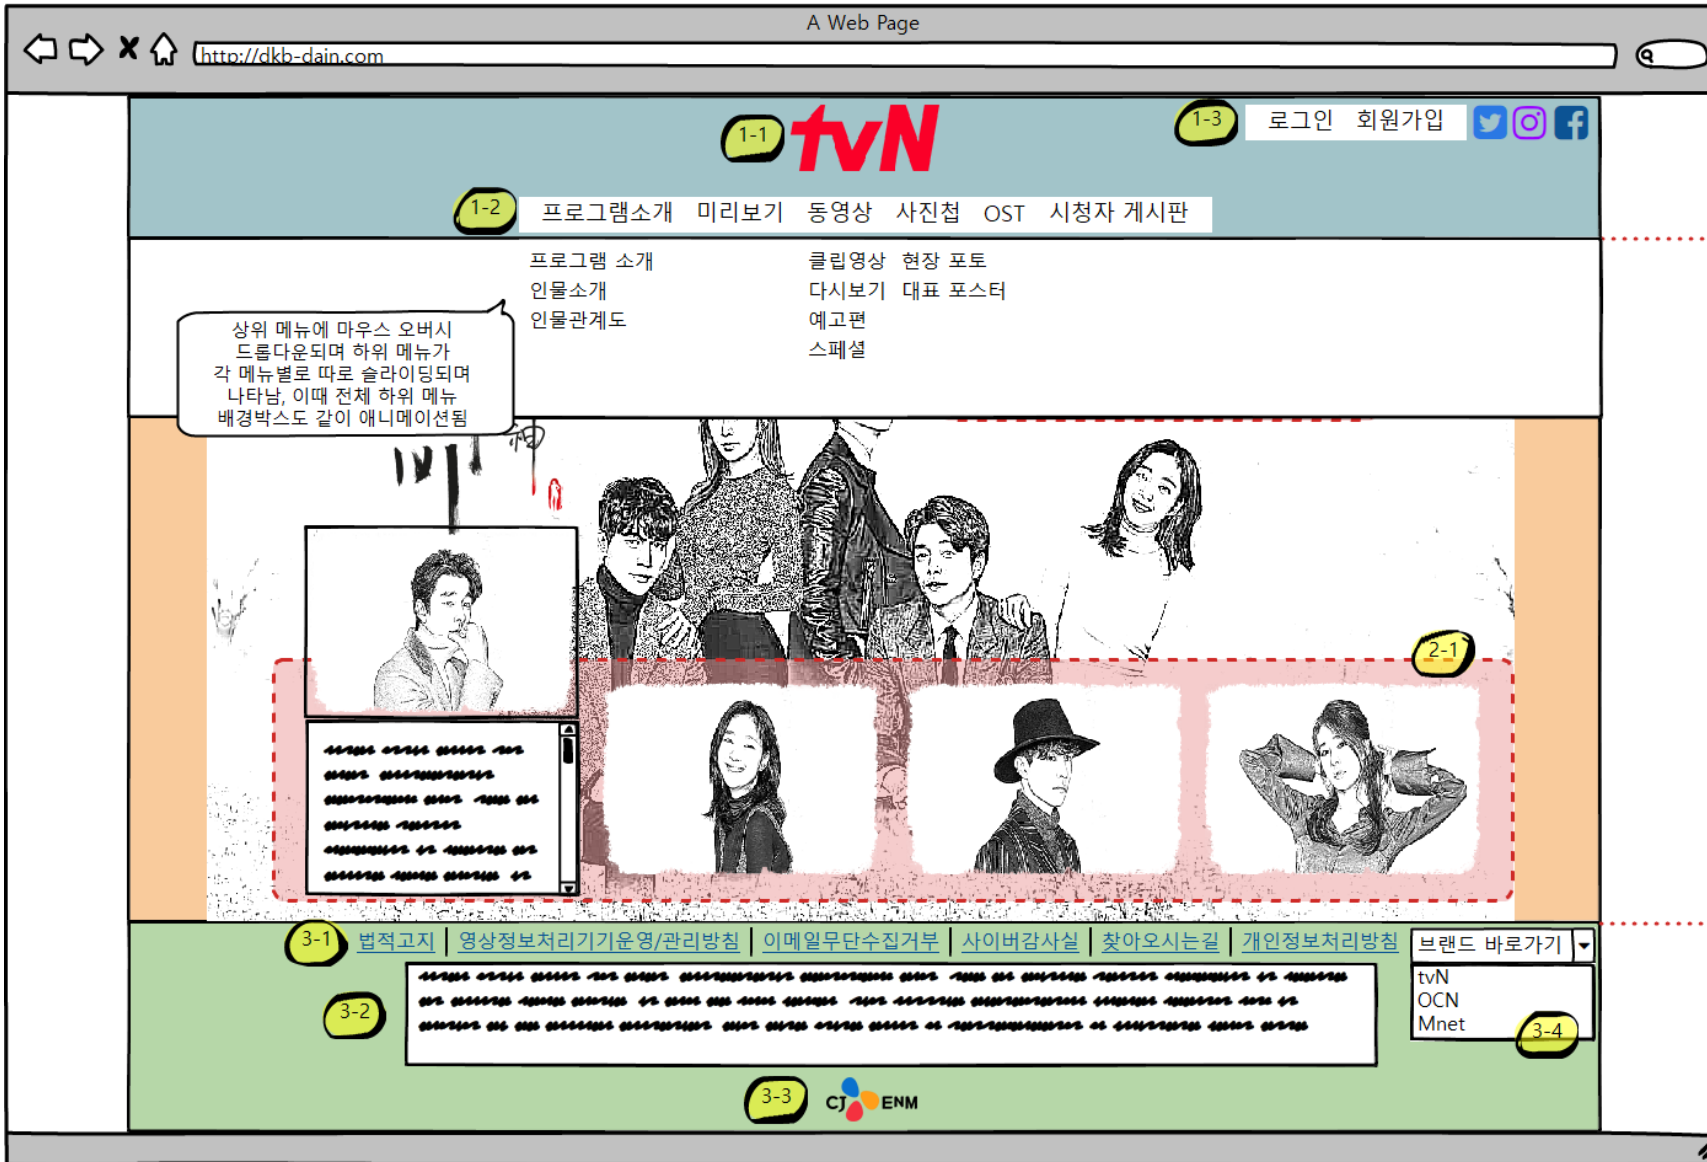 A Web Page
http://dkb-dain.com
1-1 tvN
1-3 로그인 회원가입
1-2 프로그램소개 미리보기 동영상 사진첩 OST 시청자 게시판
프로그램 소개
인물소개
인물관계도
클립영상
다시보기
예고편
스페셜
현장 포토
대표 포스터
상위 메뉴에 마우스 오버시
드롭다운되며 하위 메뉴가
각 메뉴별로 따로 슬라이딩되며
나타남, 이때 전체 하위 메뉴
배경박스도 같이 애니메이션됨
2-1
3-1 법적고지 | 영상정보처리기기운영/관리방침 | 이메일무단수집거부 | 사이버감사실 | 찾아오시는길 | 개인정보처리방침
브랜드 바로가기
tvN
OCN
Mnet
3-2
3-4
3-3 CJ ENM